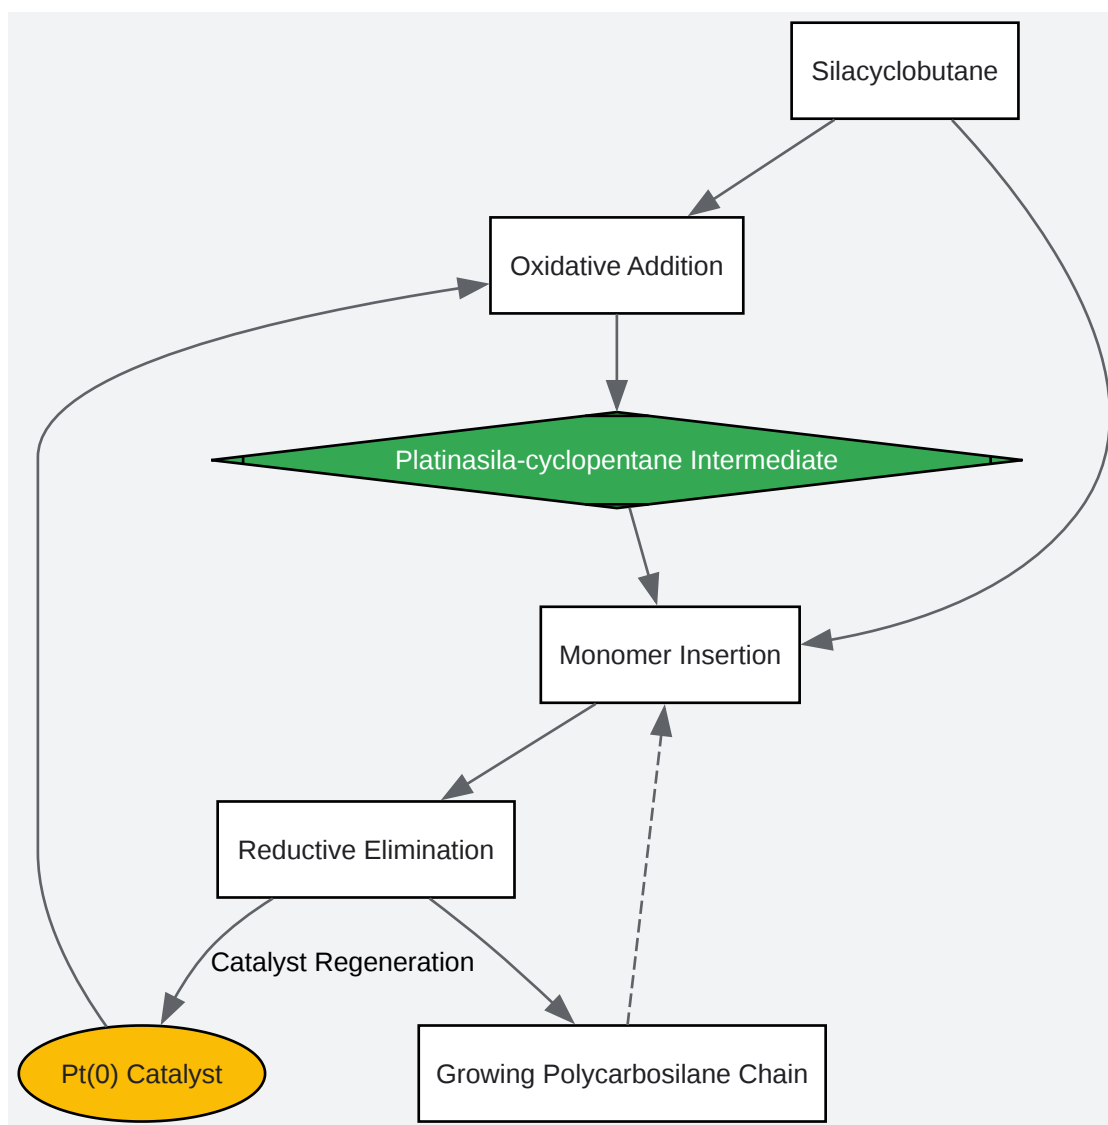 Silacyclobutane
Oxidative Addition
Platinasila-cyclopentane Intermediate
Monomer Insertion
Reductive Elimination
Catalyst Regeneration
Pt(0) Catalyst
Growing Polycarbosilane Chain